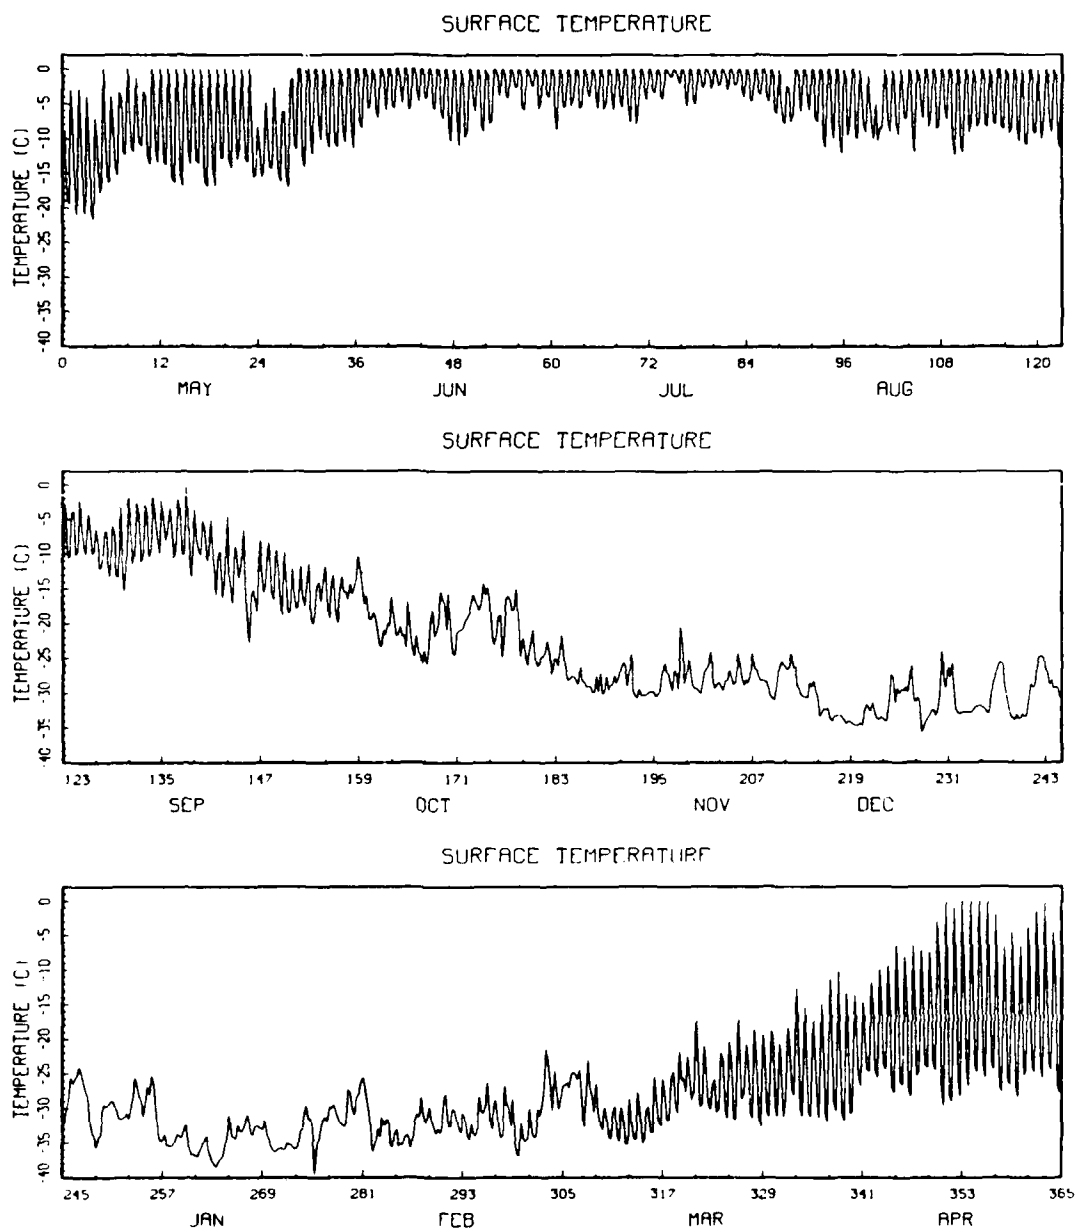 SURFACE TEMPERATURE
TEMPERATURE (C)
0
-5
-10
-15
-20
-25
-30
-35
-40
0 12 24 36 48 60 72 84 96 108 120
MAY JUN JUL AUG
SURFACE TEMPERATURE
TEMPERATURE (C)
0
-5
-10
-15
-20
-25
-30
-35
-40
123 135 147 159 171 183 195 207 219 231 243
SEP OCT NOV DEC
SURFACE TEMPERATURE
TEMPERATURE (C)
0
-5
-10
-15
-20
-25
-30
-35
-40
245 257 269 281 293 305 317 329 341 353 365
JAN FEB MAR APR